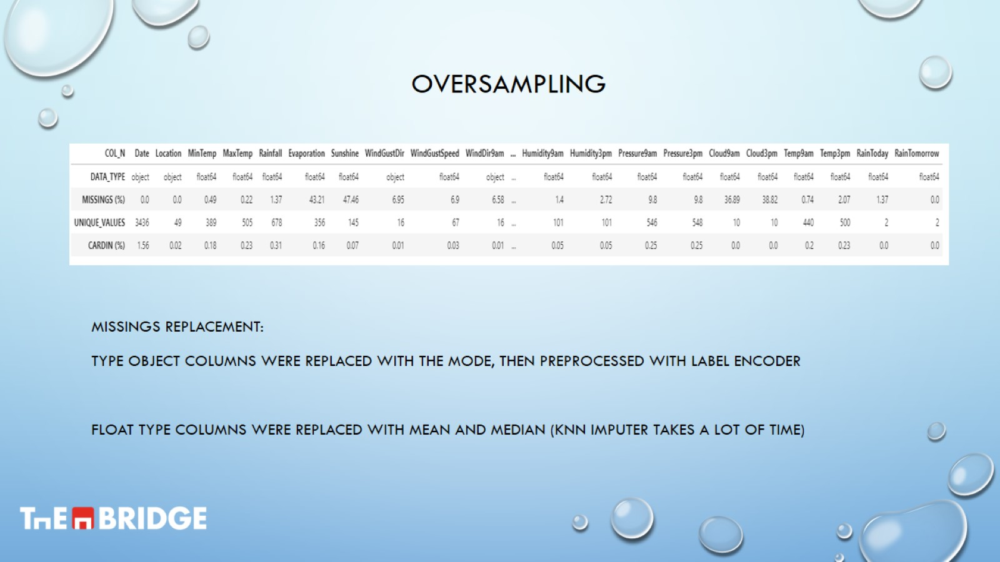 OVERSAMPLING
COL_N Date Location MinTemp MaxTemp Rainfall Evaporation Sunshine WindGustDir WindGustSpeed WindDir9am ... Humidity9am Humidity3pm Pressure9am Pressure3pm Cloud9am Cloud3pm Temp9am Temp3pm RainToday RainTomorrow
DATA_TYPE object object float64 float64 float64 float64 float64 object float64 object ... float64 float64 float64 float64 float64 float64 float64 float64 float64 float64
MISSINGS (%) 0.0 0.0 0.49 0.22 1.37 43.21 47.46 6.95 6.9 6.58 ... 1.4 2.72 9.8 9.8 36.89 38.82 0.74 2.07 1.37 0.0
UNIQUE_VALUES 3436 49 389 505 678 356 145 16 67 16 ... 101 101 546 548 10 10 440 500 2 2
CARDIN (%) 1.56 0.02 0.18 0.23 0.31 0.16 0.07 0.01 0.03 0.01 ... 0.05 0.05 0.25 0.25 0.0 0.0 0.2 0.23 0.0 0.0
MISSINGS REPLACEMENT:
TYPE OBJECT COLUMNS WERE REPLACED WITH THE MODE, THEN PREPROCESSED WITH LABEL ENCODER
FLOAT TYPE COLUMNS WERE REPLACED WITH MEAN AND MEDIAN (KNN IMPUTER TAKES A LOT OF TIME)
THE BRIDGE